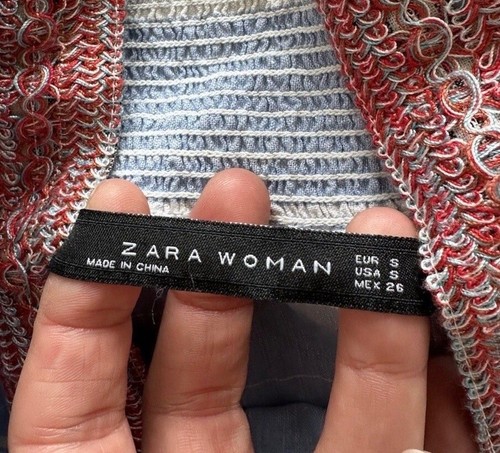 ZARA WOMAN
MADE IN CHINA
EUR S
USA S
MEX 26